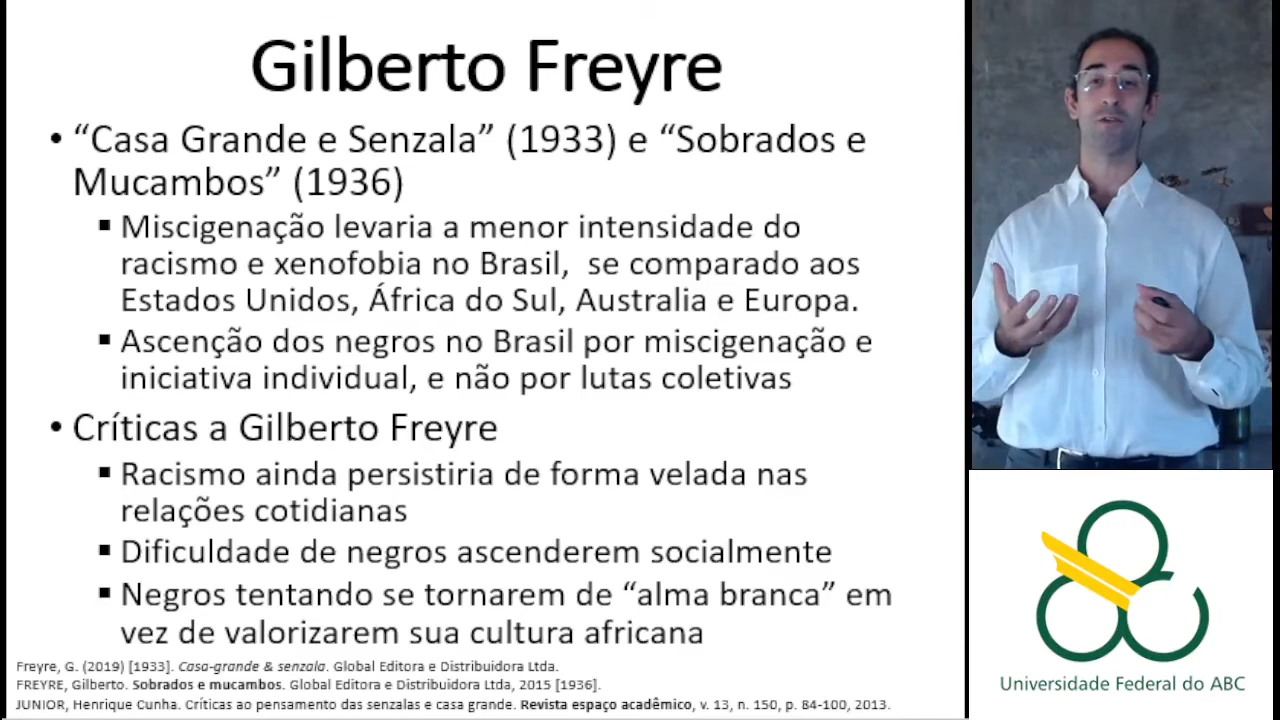 Gilberto Freyre
• “Casa Grande e Senzala” (1933) e “Sobrados e
Mucambos” (1936)
▪ Miscigenação levaria a menor intensidade do
racismo e xenofobia no Brasil,  se comparado aos
Estados Unidos, África do Sul, Australia e Europa.
▪ Ascenção dos negros no Brasil por miscigenação e
iniciativa individual, e não por lutas coletivas
• Críticas a Gilberto Freyre
▪ Racismo ainda persistiria de forma velada nas
relações cotidianas
▪ Dificuldade de negros ascenderem socialmente
▪ Negros tentando se tornarem de “alma branca” em
vez de valorizarem sua cultura africana
Freyre, G. (2019) [1933]. Casa-grande & senzala. Global Editora e Distribuidora Ltda.
FREYRE, Gilberto. Sobrados e mucambos. Global Editora e Distribuidora Ltda, 2015 [1936].
JUNIOR, Henrique Cunha. Críticas ao pensamento das senzalas e casa grande. Revista espaço acadêmico, v. 13, n. 150, p. 84-100, 2013.
Universidade Federal do ABC